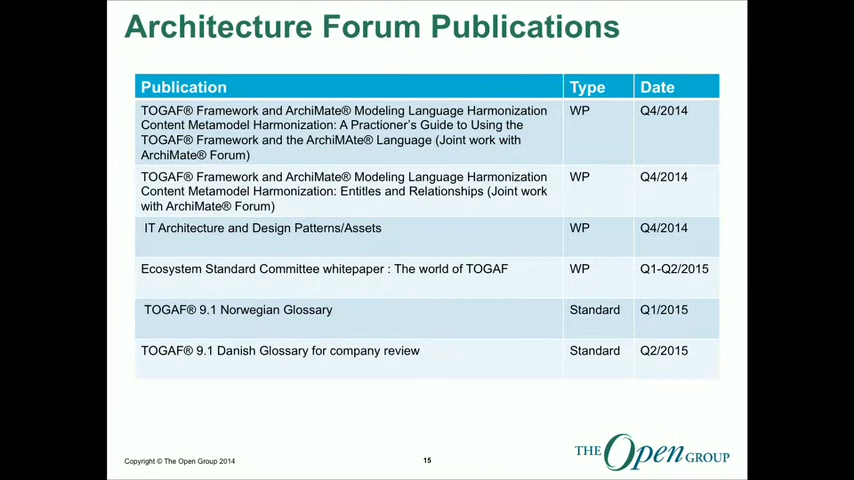 Architecture Forum Publications
Publication Type Date
TOGAF® Framework and ArchiMate® Modeling Language Harmonization WP Q4/2014
Content Metamodel Harmonization: A Practioner's Guide to Using the
TOGAF® Framework and the ArchiMAte® Language (Joint work with
ArchiMate® Forum)
TOGAF® Framework and ArchiMate® Modeling Language Harmonization WP Q4/2014
Content Metamodel Harmonization: Entitles and Relationships (Joint work
with ArchiMate® Forum)
IT Architecture and Design Patterns/Assets WP Q4/2014
Ecosystem Standard Committee whitepaper : The world of TOGAF WP Q1-Q2/2015
TOGAF® 9.1 Norwegian Glossary Standard Q1/2015
TOGAF® 9.1 Danish Glossary for company review Standard Q2/2015
Copyright © The Open Group 2014 15 THE Open GROUP